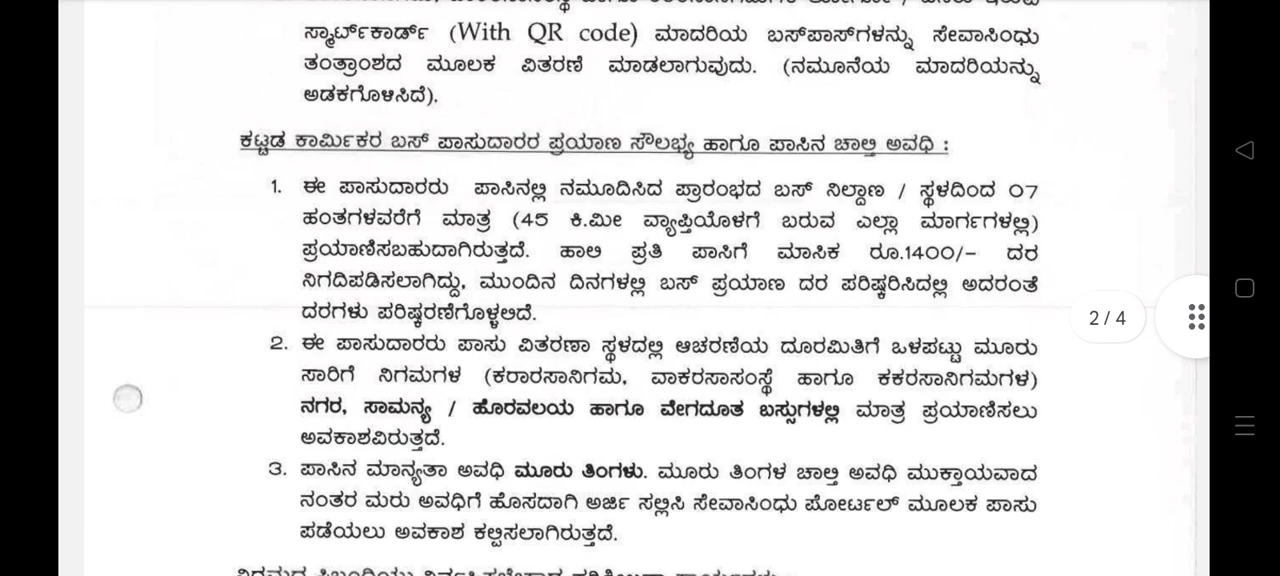 ಸ್ಮಾರ್ಟ್‌ಕಾರ್ಡ್ (With QR code) ಮಾದರಿಯ ಬಸ್‌ಪಾಸ್‌ಗಳನ್ನು ಸೇವಾಸಿಂಧು
ತಂತ್ರಾಂಶದ ಮೂಲಕ ವಿತರಣೆ ಮಾಡಲಾಗುವುದು. (ನಮೂನೆಯ ಮಾದರಿಯನ್ನು
ಅಡಕಗೊಳಿಸಿದೆ).
ಕಟ್ಟಡ ಕಾರ್ಮಿಕರ ಬಸ್ ಪಾಸುದಾರರ ಪ್ರಯಾಣ ಸೌಲಭ್ಯ ಹಾಗೂ ಪಾಸಿನ ಚಾಲ್ತಿ ಅವಧಿ :
1. ಈ ಪಾಸುದಾರರು ಪಾಸಿನಲ್ಲಿ ನಮೂದಿಸಿದ ಪ್ರಾರಂಭದ ಬಸ್ ನಿಲ್ದಾಣ / ಸ್ಥಳದಿಂದ 07
ಹಂತಗಳವರೆಗೆ ಮಾತ್ರ (45 ಕಿ.ಮೀ ವ್ಯಾಪ್ತಿಯೊಳಗೆ ಬರುವ ಎಲ್ಲಾ ಮಾರ್ಗಗಳಲ್ಲಿ)
ಪ್ರಯಾಣಿಸಬಹುದಾಗಿರುತ್ತದೆ. ಹಾಲಿ ಪ್ರತಿ ಪಾಸಿಗೆ ಮಾಸಿಕ ರೂ.1400/- ದರ
ನಿಗದಿಪಡಿಸಲಾಗಿದ್ದು, ಮುಂದಿನ ದಿನಗಳಲ್ಲಿ ಬಸ್ ಪ್ರಯಾಣ ದರ ಪರಿಷ್ಕರಿಸಿದಲ್ಲಿ ಅದರಂತೆ
ದರಗಳು ಪರಿಷ್ಕರಣೆಗೊಳ್ಳಲಿದೆ.
2. ಈ ಪಾಸುದಾರರು ಪಾಸು ವಿತರಣಾ ಸ್ಥಳದಲ್ಲಿ ಆಚರಣೆಯ ದೂರಮಿತಿಗೆ ಒಳಪಟ್ಟು ಮೂರು
ಸಾರಿಗೆ ನಿಗಮಗಳ (ಕರಾರಸಾನಿಗಮ, ವಾಕರಸಾಸಂಸ್ಥೆ ಹಾಗೂ ಕಕರಸಾನಿಗಮಗಳ)
ನಗರ, ಸಾಮನ್ಯ / ಹೊರವಲಯ ಹಾಗೂ ವೇಗದೂತ ಬಸ್ಸುಗಳಲ್ಲಿ ಮಾತ್ರ ಪ್ರಯಾಣಿಸಲು
ಅವಕಾಶವಿರುತ್ತದೆ.
3. ಪಾಸಿನ ಮಾನ್ಯತಾ ಅವಧಿ ಮೂರು ತಿಂಗಳು. ಮೂರು ತಿಂಗಳ ಚಾಲ್ತಿ ಅವಧಿ ಮುಕ್ತಾಯವಾದ
ನಂತರ ಮರು ಅವಧಿಗೆ ಹೊಸದಾಗಿ ಅರ್ಜಿ ಸಲ್ಲಿಸಿ ಸೇವಾಸಿಂಧು ಪೋರ್ಟಲ್ ಮೂಲಕ ಪಾಸು
ಪಡೆಯಲು ಅವಕಾಶ ಕಲ್ಪಿಸಲಾಗಿರುತ್ತದೆ.
2 / 4